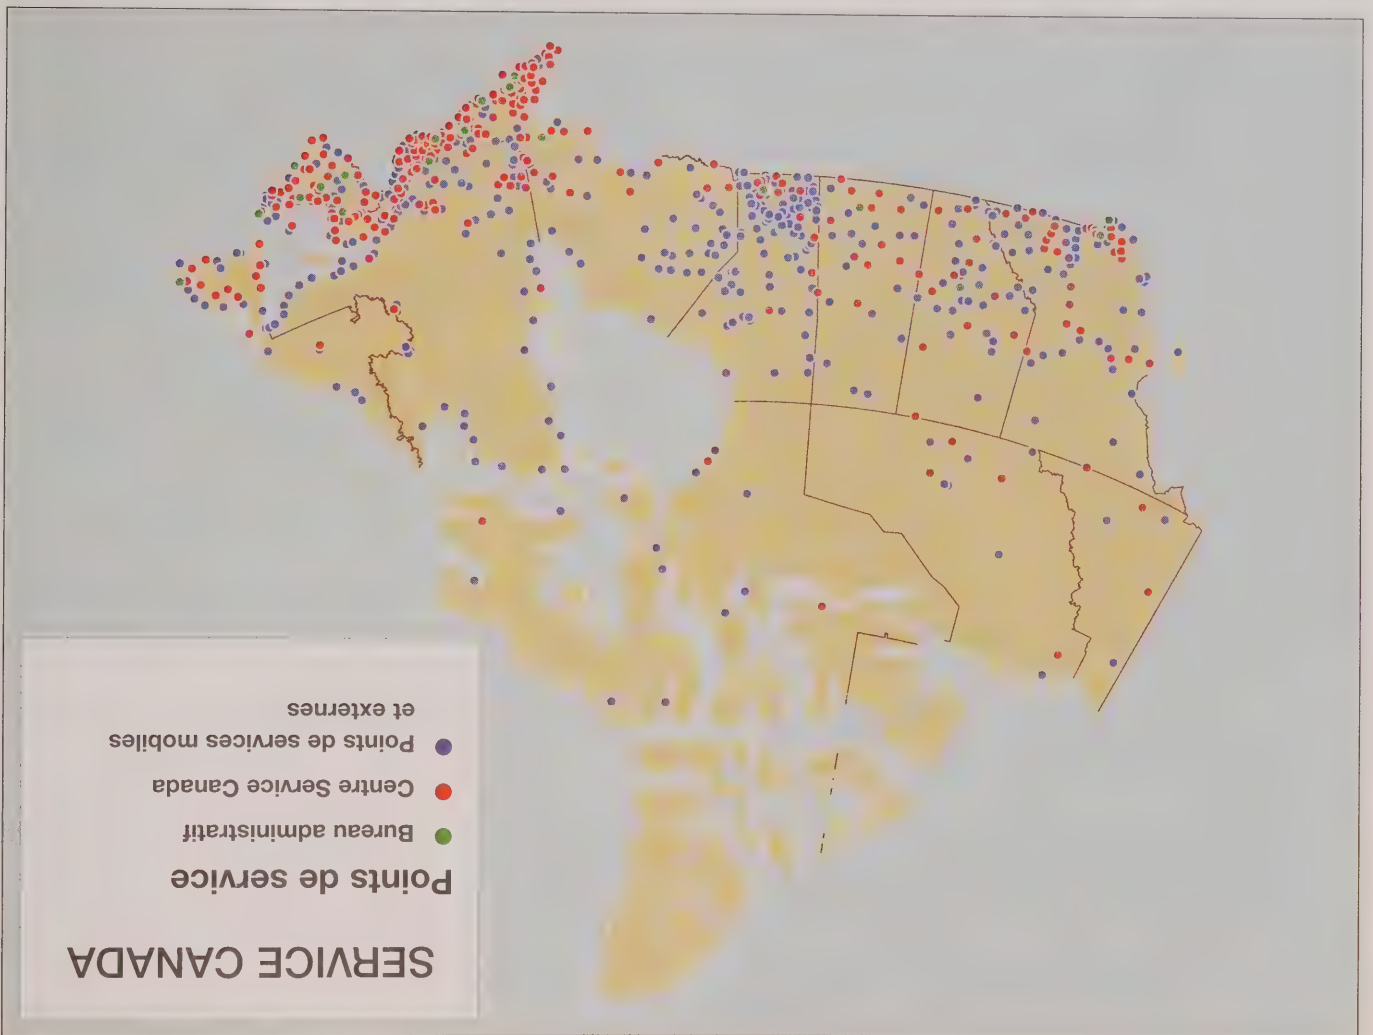 SERVICE CANADA
Points de service
Bureau administratif
Centre Service Canada
Points de services mobiles
et externes